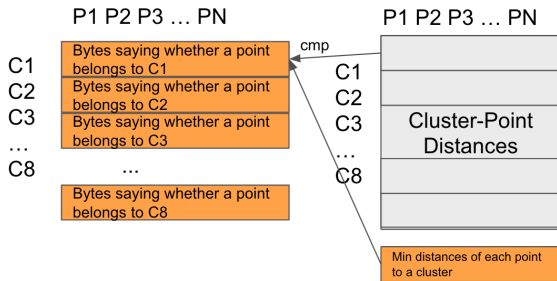 P1 P2 P3 … PN
P1 P2 P3 … PN
cmp
C1
C2
C3
…
C8
Bytes saying whether a point
belongs to C1
Bytes saying whether a point
belongs to C2
Bytes saying whether a point
belongs to C3
...
Bytes saying whether a point
belongs to C8
C1
C2
C3
…
C8
Cluster-Point
Distances
Min distances of each point
to a cluster